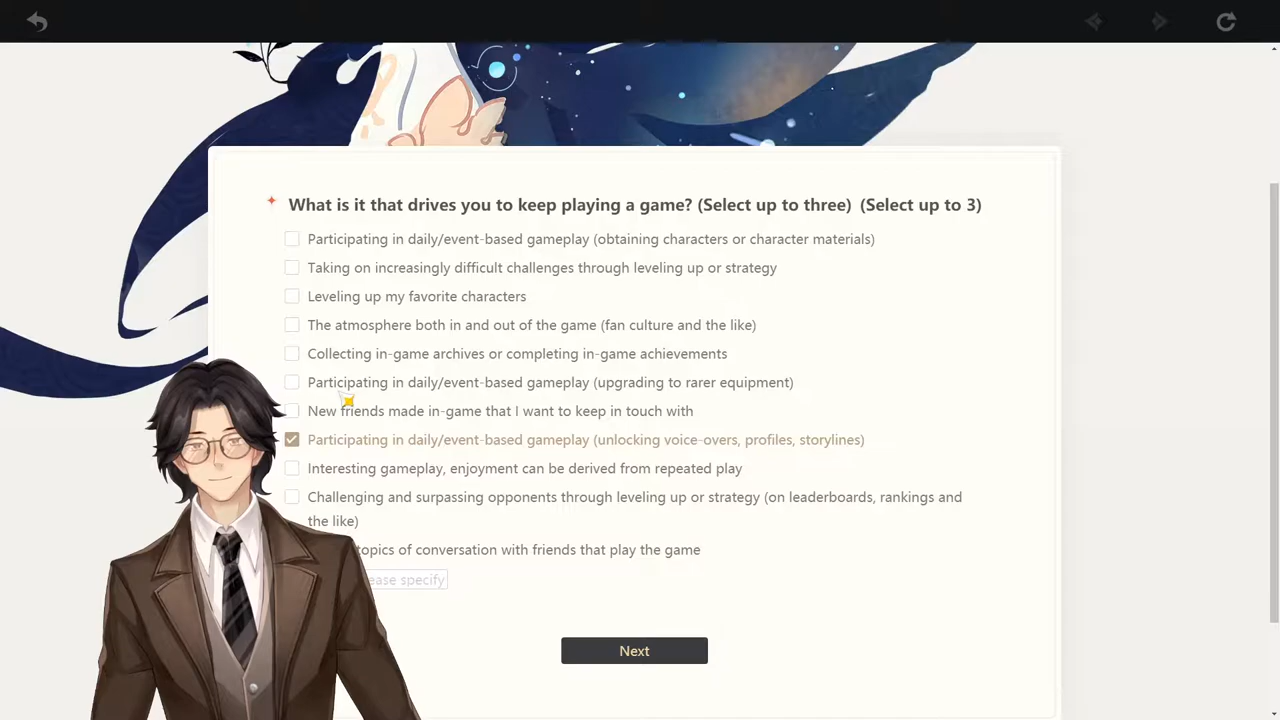 What is it that drives you to keep playing a game? (Select up to three) (Select up to 3)
Participating in daily/event-based gameplay (obtaining characters or character materials)
Taking on increasingly difficult challenges through leveling up or strategy
Leveling up my favorite characters
The atmosphere both in and out of the game (fan culture and the like)
Collecting in-game archives or completing in-game achievements
Participating in daily/event-based gameplay (upgrading to rarer equipment)
New friends made in-game that I want to keep in touch with
Participating in daily/event-based gameplay (unlocking voice-overs, profiles, storylines)
Interesting gameplay, enjoyment can be derived from repeated play
Challenging and surpassing opponents through leveling up or strategy (on leaderboards, rankings and
the like)
topics of conversation with friends that play the game
specify
Next